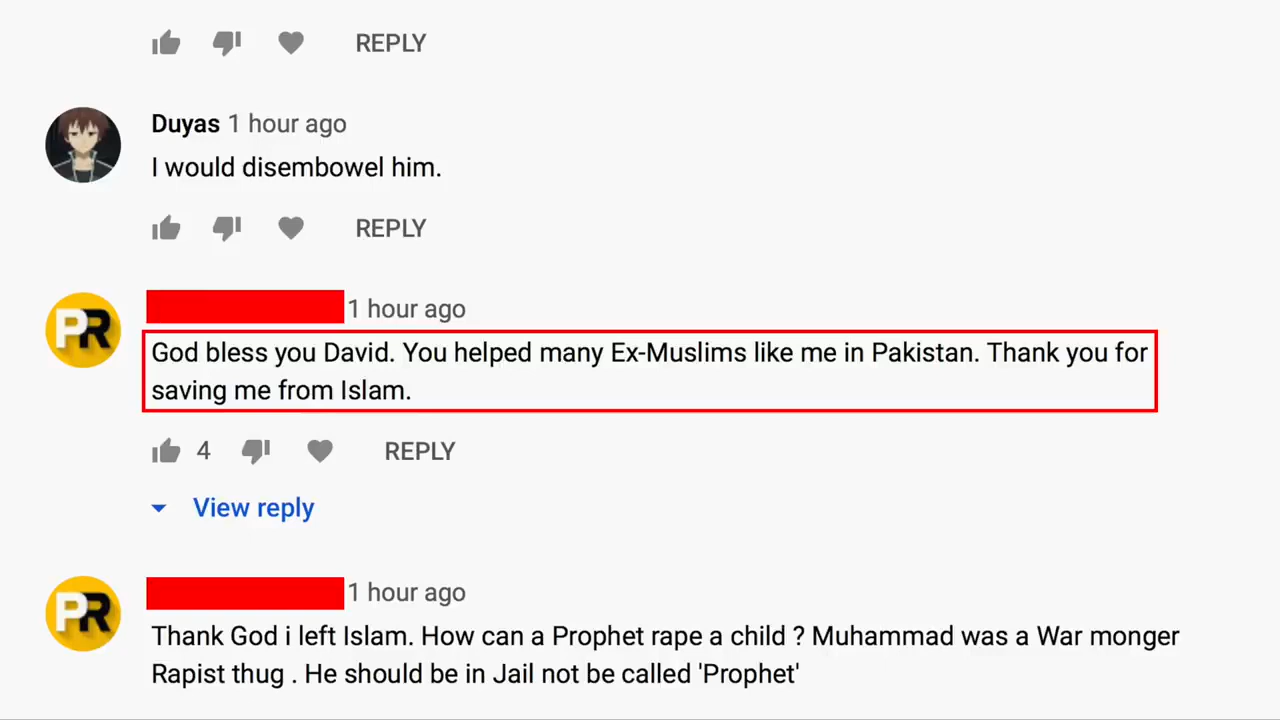 REPLY
Duyas 1 hour ago
I would disembowel him.
REPLY
PR
1 hour ago
God bless you David. You helped many Ex-Muslims like me in Pakistan. Thank you for
saving me from Islam.
4 REPLY
View reply
PR
1 hour ago
Thank God i left Islam. How can a Prophet rape a child ? Muhammad was a War monger
Rapist thug . He should be in Jail not be called 'Prophet'